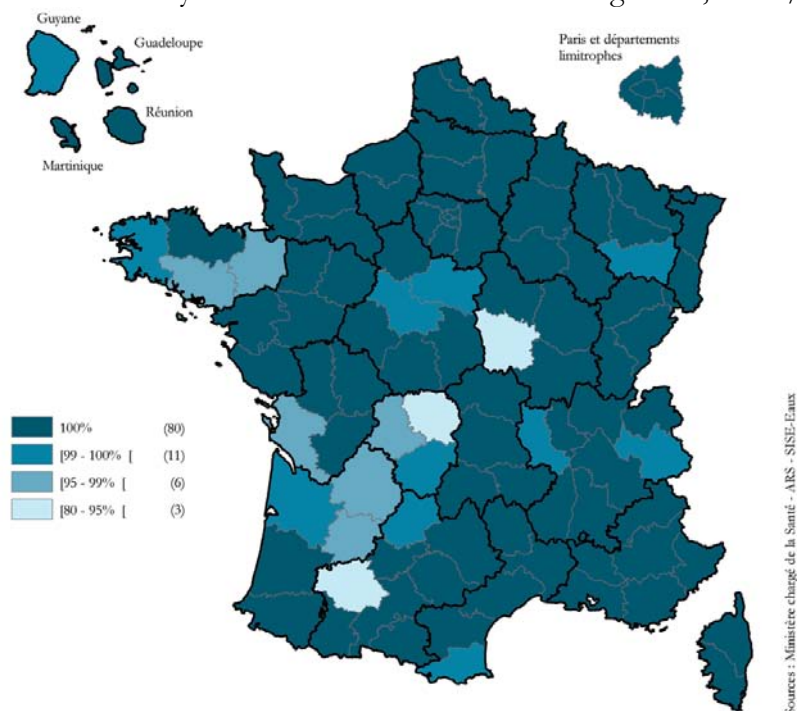 Guyane
Guadeloupe
Réunion
Martinique
Paris et départements
limitrophes
100% (80)
[99 - 100% [ (11)
[95 - 99% [ (6)
[80 - 95% [ (3)
Sources : Ministère chargé de la Santé - ARS - SISE-Eaux